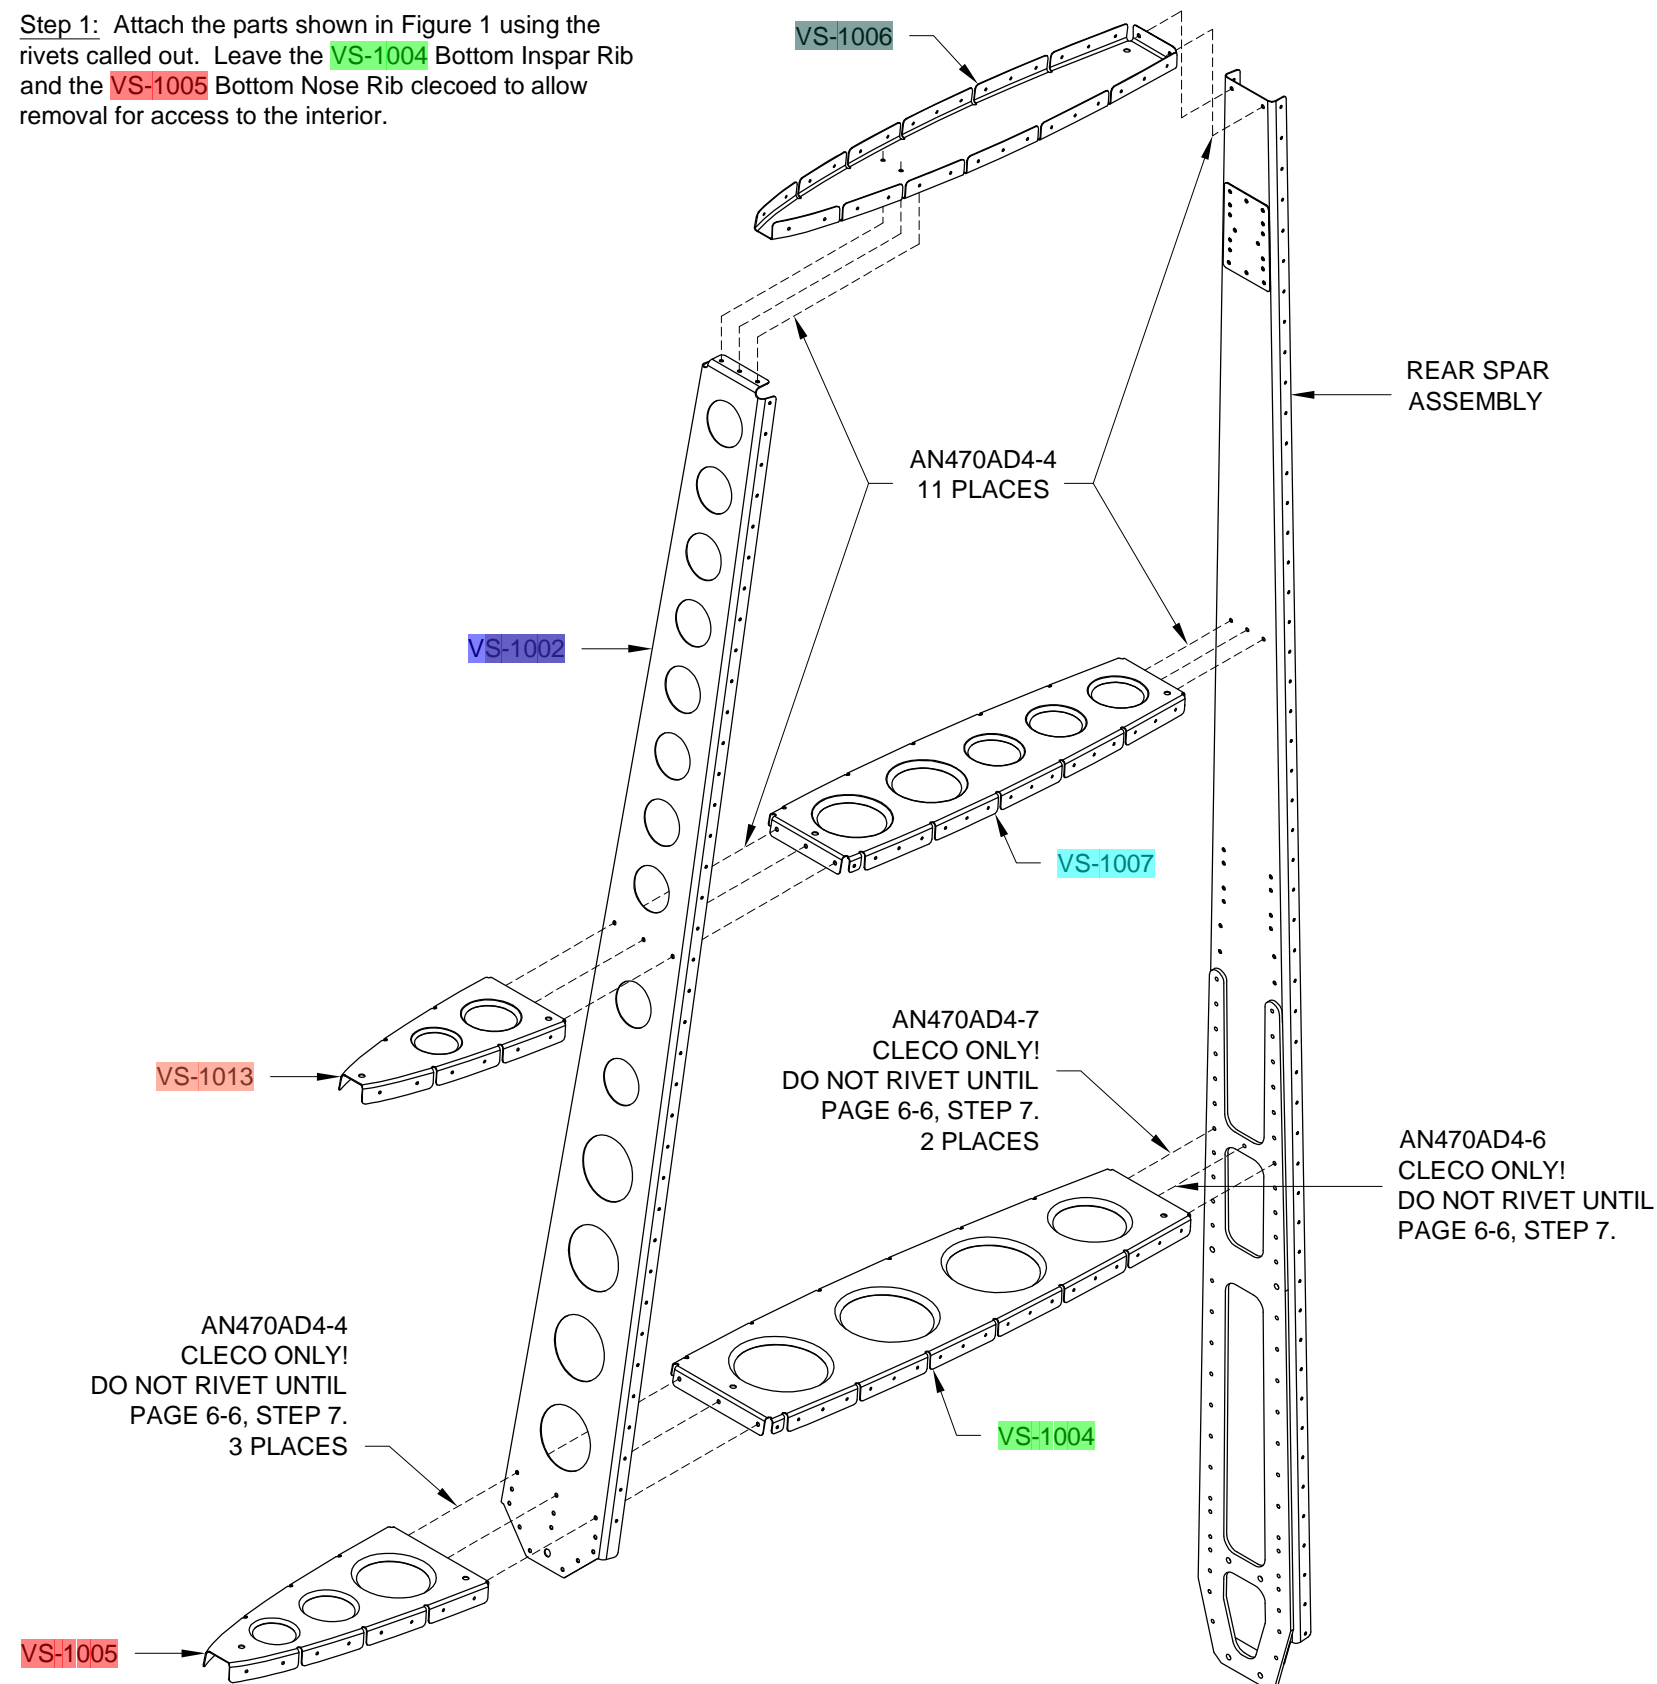 Step 1: Attach the parts shown in Figure 1 using the
rivets called out. Leave the VS-1004 Bottom Inspar Rib
and the VS-1005 Bottom Nose Rib clecoed to allow
removal for access to the interior.
VS-1006
REAR SPAR
ASSEMBLY
AN470AD4-4
11 PLACES
VS-1002
VS-1007
AN470AD4-7
CLECO ONLY!
DO NOT RIVET UNTIL
PAGE 6-6, STEP 7.
2 PLACES
VS-1013
AN470AD4-6
CLECO ONLY!
DO NOT RIVET UNTIL
PAGE 6-6, STEP 7.
AN470AD4-4
CLECO ONLY!
DO NOT RIVET UNTIL
PAGE 6-6, STEP 7.
3 PLACES
VS-1004
VS-1005